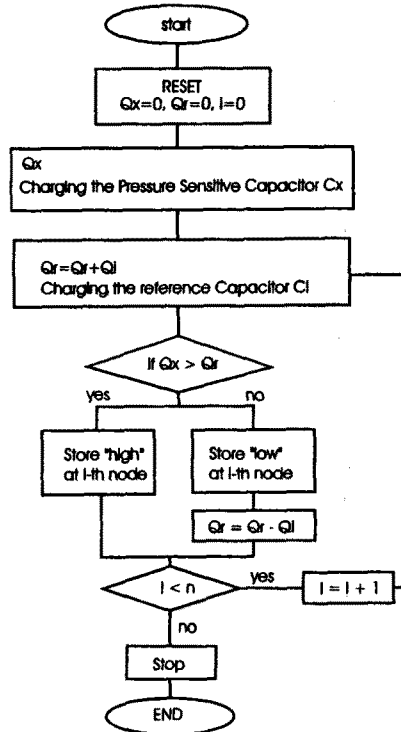 start
RESET
Qx=0, Qr=0, I=0
Qx
Charging the Pressure Sensitive Capacitor Cx
Qr=Qr+QI
Charging the reference Capacitor CI
If Qx > Qr
yes
no
Store "high"
at I-th node
Store "low"
at I-th node
Qr = Qr - QI
I < n
yes
I = I + 1
no
Stop
END